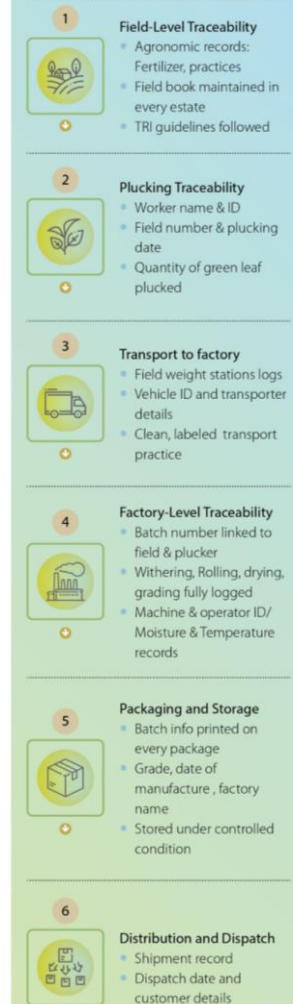 1
Field-Level Traceability
Agronomic records:
Fertilizer, practices
Field book maintained in
every estate
TRI guidelines followed
2
Plucking Traceability
Worker name & ID
Field number & plucking
date
Quantity of green leaf
plucked
3
Transport to factory
Field weight stations logs
Vehicle ID and transporter
details
Clean, labeled transport
practice
4
Factory-Level Traceability
Batch number linked to
field & plucker
Withering, Rolling, drying,
grading fully logged
Machine & operator ID/
Moisture & Temperature
records
5
Packaging and Storage
Batch info printed on
every package
Grade, date of
manufacture , factory
name
Stored under controlled
condition
6
Distribution and Dispatch
Shipment record
Dispatch date and
customer details